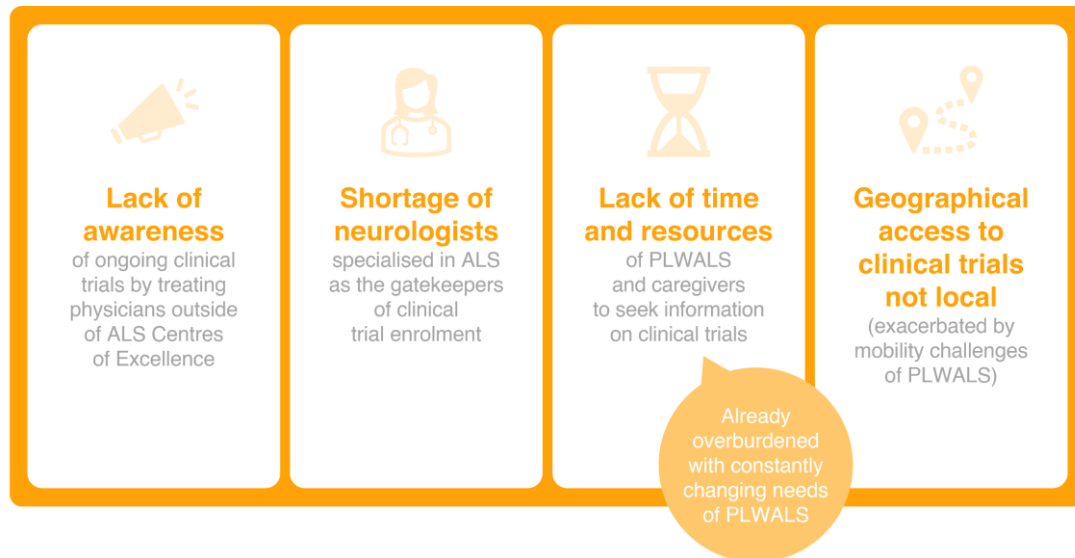 Lack of
awareness
of ongoing clinical
trials by treating
physicians outside
of ALS Centres
of Excellence
Shortage of
neurologists
specialised in ALS
as the gatekeepers
of clinical
trial enrolment
Lack of time
and resources
of PLWALS
and caregivers
to seek information
on clinical trials
Already
overburdened
with constantly
changing needs
of PLWALS
Geographical
access to
clinical trials
not local
(exacerbated by
mobility challenges
of PLWALS)